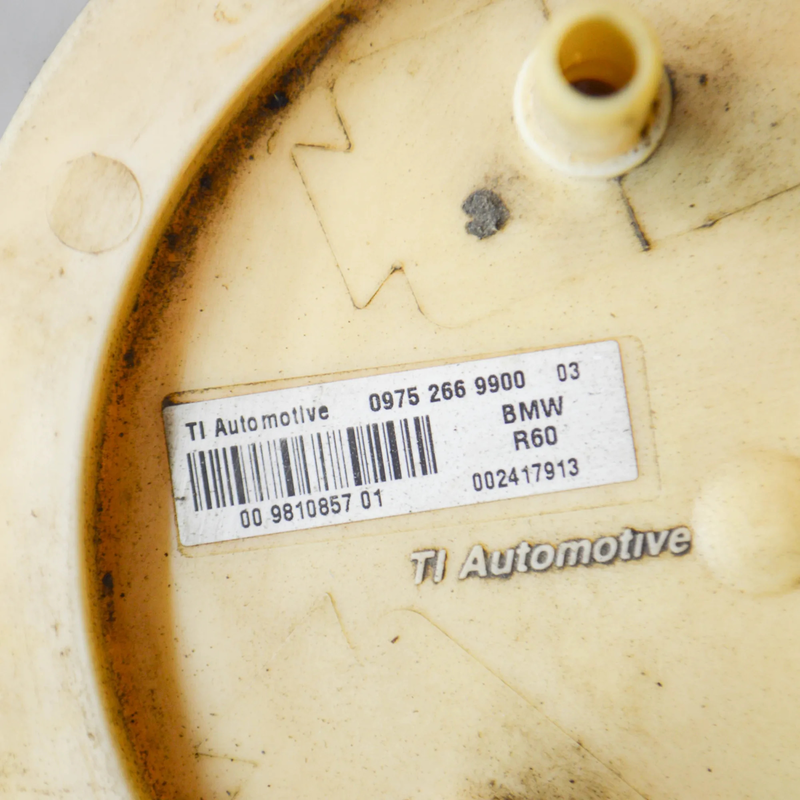 TI Automotive 0975 266 9900 03
BMW
R60
00 9810857 01 002417913
TI Automotive